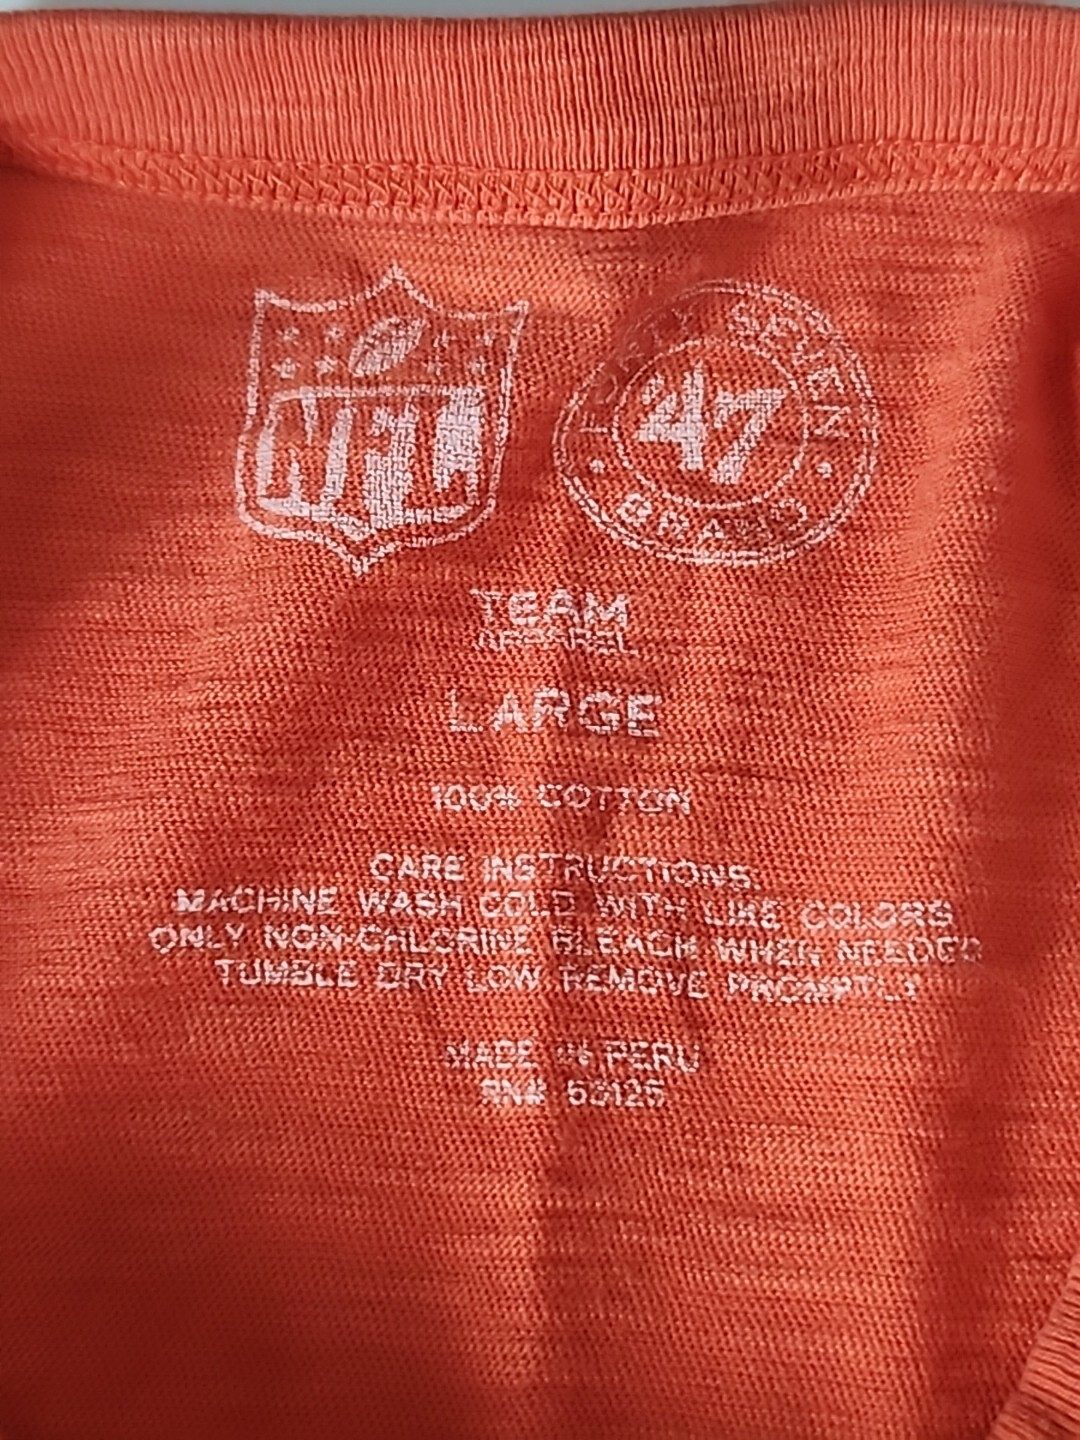 NFL
FORTY SEVEN
'47
BRAND
TEAM
APPAREL
LARGE
100% COTTON
CARE INSTRUCTIONS:
MACHINE WASH COLD WITH LIKE COLORS
ONLY NON-CHLORINE BLEACH WHEN NEEDED
TUMBLE DRY LOW REMOVE PROMPTLY
MADE IN PERU
RN# 53125